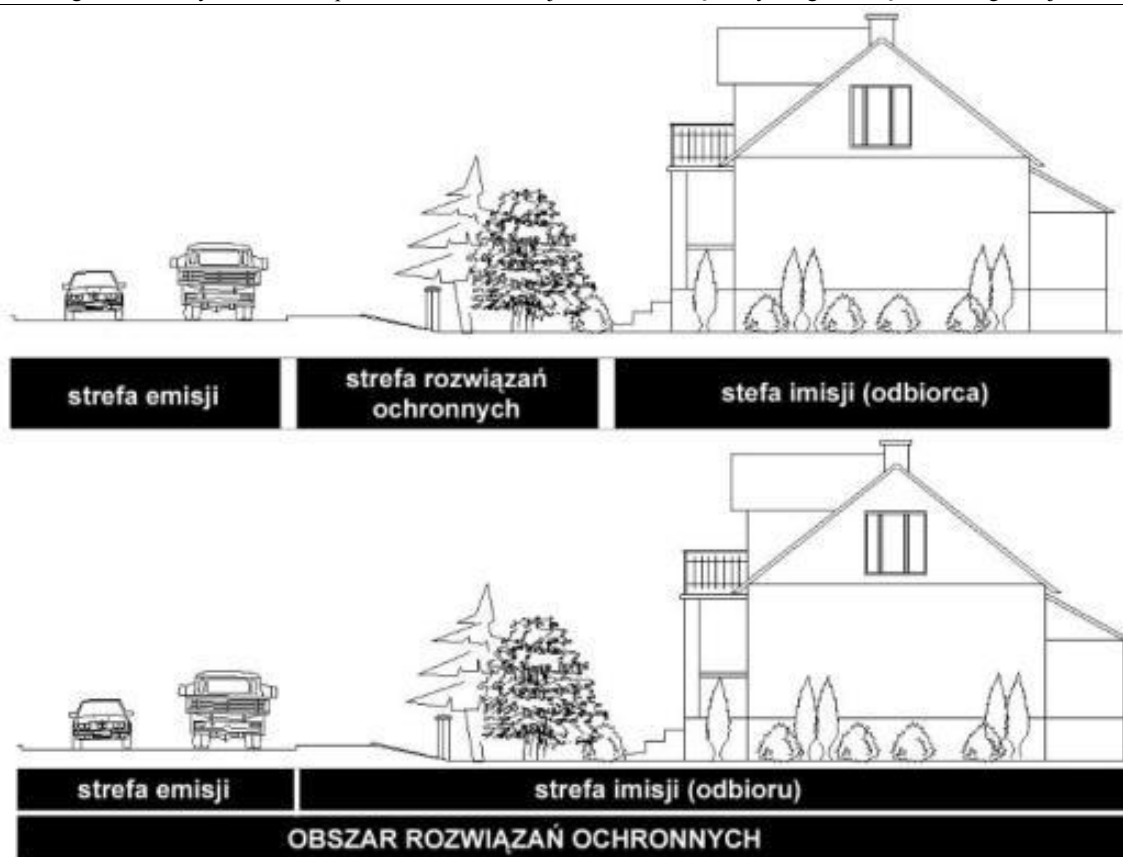 strefa emisji
strefa rozwiązań
ochronnych
stefa imisji (odbiorca)
strefa emisji
strefa imisji (odbioru)
OBSZAR ROZWIĄZAŃ OCHRONNYCH